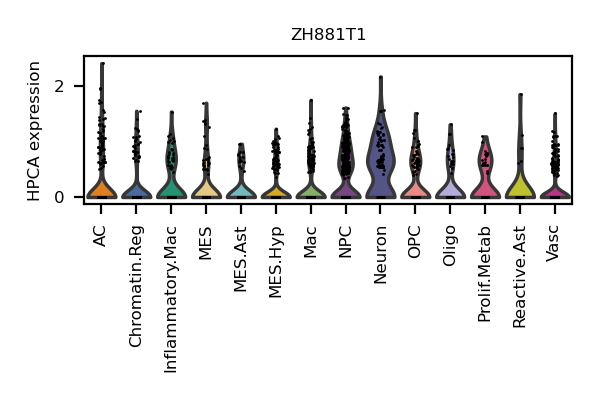 ZH881T1
HPCA expression
2
0
AC
Chromatin.Reg
Inflammatory.Mac
MES
MES.Ast
MES.Hyp
Mac
NPC
Neuron
OPC
Oligo
Prolif.Metab
Reactive.Ast
Vasc